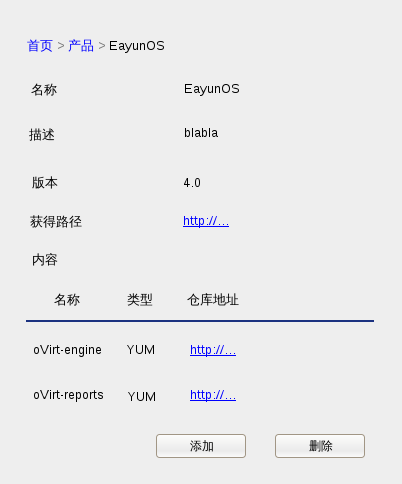 首页 > 产品 > EayunOS
名称 EayunOS
描述 blabla
版本 4.0
获得路径 http://...
内容
名称 类型 仓库地址
oVirt-engine YUM http://...
oVirt-reports YUM http://...
添加 删除